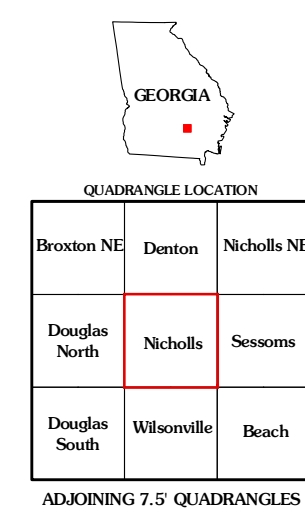 GEORGIA
QUADRANGLE LOCATION
Broxton NE
Denton
Nicholls NE
Douglas
North
Nicholls
Sessoms
Douglas
South
Wilsonville
Beach
ADJOINING 7.5' QUADRANGLES